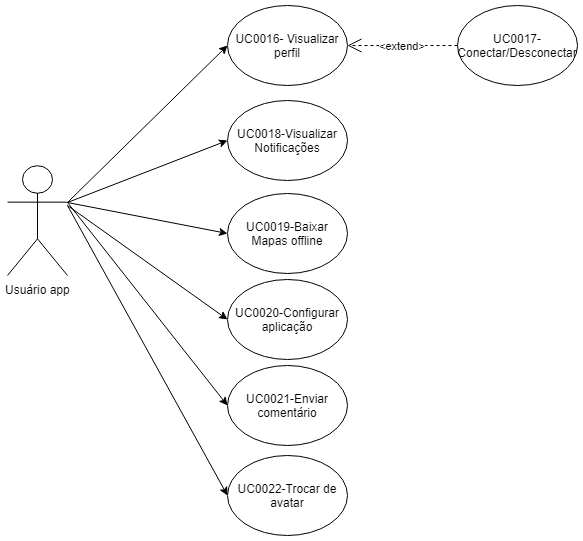 UC0016- Visualizar
perfil
<extend>
UC0017-
Conectar/Desconectar
UC0018-Visualizar
Notificações
UC0019-Baixar
Mapas offline
Usuário app
UC0020-Configurar
aplicação
UC0021-Enviar
comentário
UC0022-Trocar de
avatar